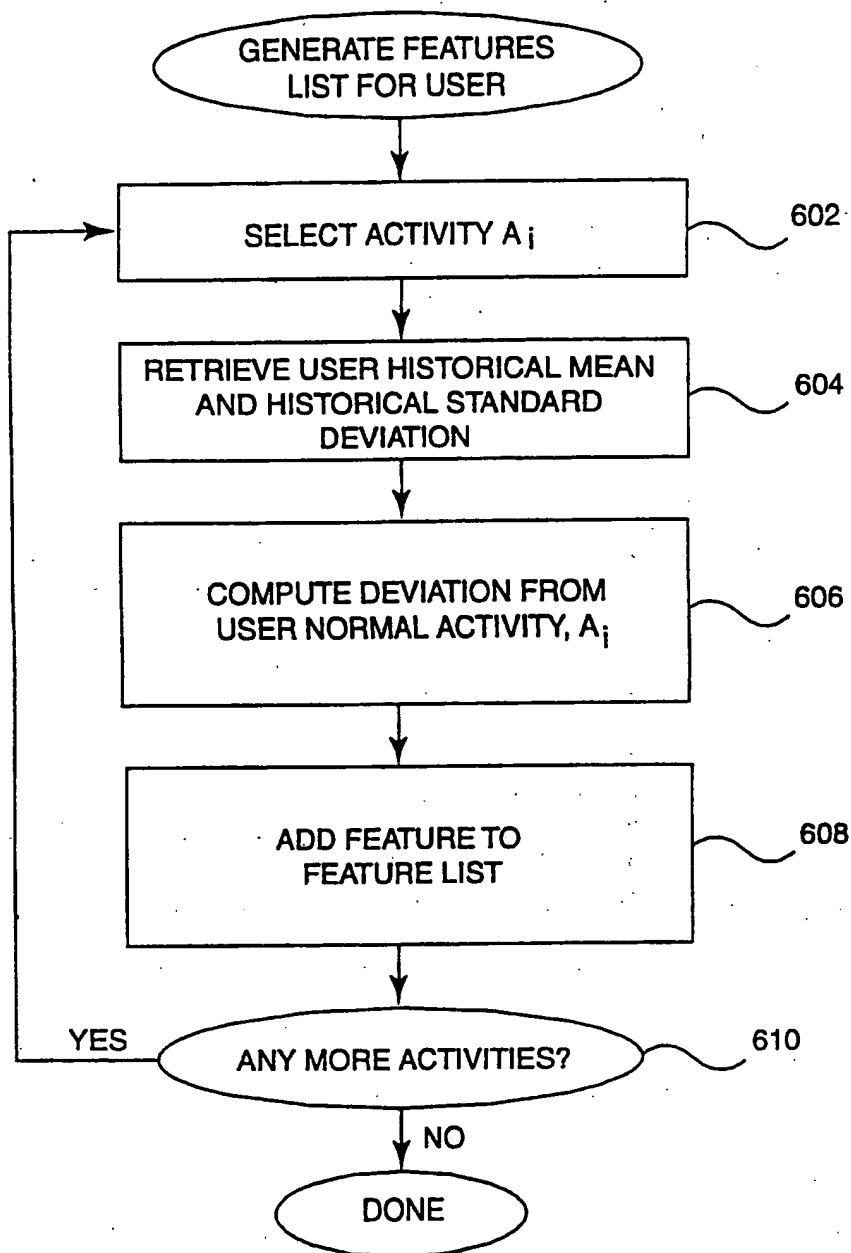 GENERATE FEATURES
LIST FOR USER
SELECT ACTIVITY A i
602
RETRIEVE USER HISTORICAL MEAN
AND HISTORICAL STANDARD
DEVIATION
604
COMPUTE DEVIATION FROM
USER NORMAL ACTIVITY, A i
606
ADD FEATURE TO
FEATURE LIST
608
YES
ANY MORE ACTIVITIES?
610
NO
DONE